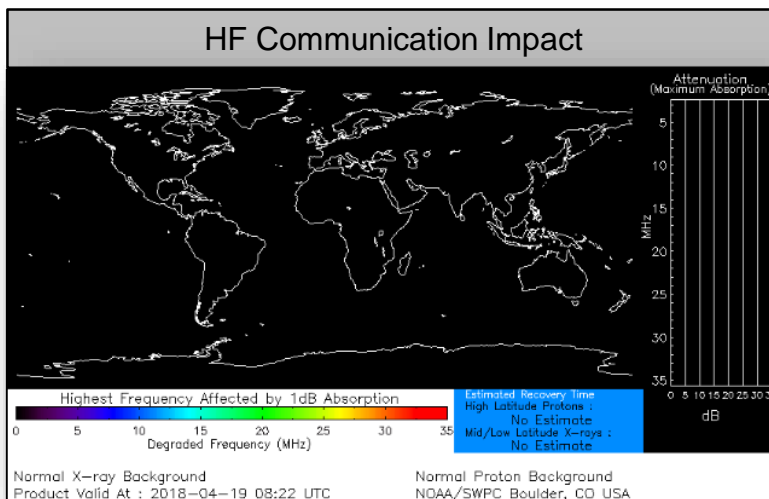 HF Communication Impact
Attenuation
(Maximum Absorption)
5
10
15
20
25
30
35
MHz
0 5 10 15 20 25 30 3
dB
Highest Frequency Affected by 1dB Absorption
0 5 10 15 20 25 30 35
Degraded Frequency (MHz)
Estimated Recovery Time
High Latitude Protons :
No Estimate
Mid/Low Latitude X-rays :
No Estimate
Normal X-ray Background
Normal Proton Background
Product Valid At : 2018-04-19 08:22 UTC
NOAA/SWPC Boulder, CO USA